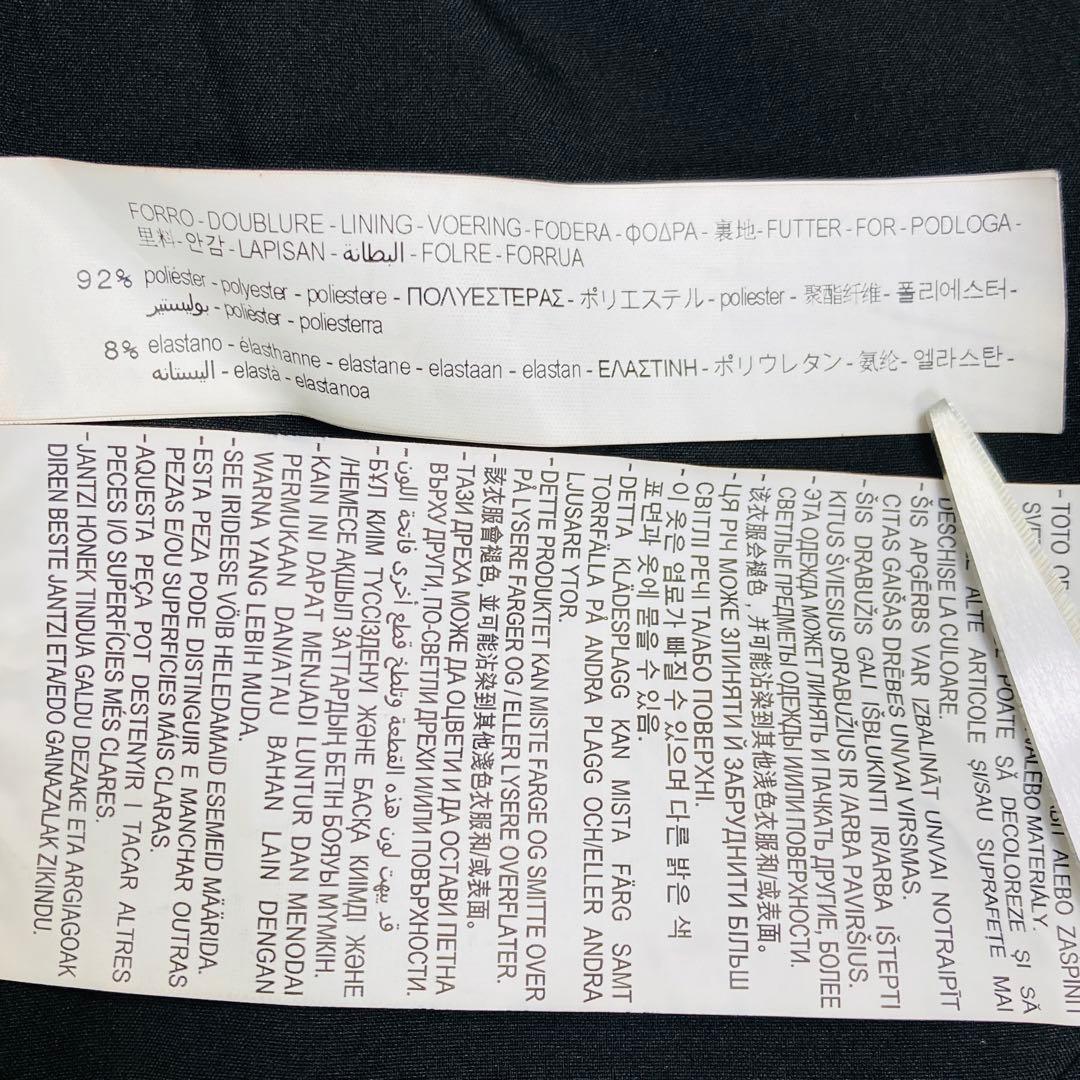 FORRO - DOUBLURE - LINING - VOERING - FODERA - ΦΟΔΡΑ - 裏地 - FUTTER - FOR - PODLOGA -
里料 - 안감 - LAPISAN - البطانة - FOLRE - FORRUA
92% poliéster - polyester - poliestere - ΠΟΛΥΕΣΤΕΡΑΣ - ポリエステル - poliester - 聚酯纤维 - 폴리에스터 -
بوليستير - polièster - poliesterra
8% elastano - élasthanne - elastane - elastaan - elastan - ΕΛΑΣΤΙΝΗ - ポリウレタン - 氨纶 - 엘라스탄 -
اليستانه - elastà - elastanoa
- TOTO
ALEBO ZAŠPINIŤ
ALEBO MATERIÁLY.
POATE SĂ DECOLOREZE ȘI SĂ
ALTE ARTICOLE ȘI/SAU SUPRAFEȚE MAI
DESCHISE LA CULOARE.
- ŠIS APĢĒRBS VAR IZBALINĀT UN/VAI NOTRAIPĪT
CITAS GAIŠAS DRĒBES UN/VAI VIRSMAS.
- ŠIS DRABUŽIS GALI IŠBLUKINTI IR/ARBA IŠTEPTI
KITUS ŠVIESIUS DRABUŽIUS IR /ARBA PAVIRŠIUS.
- ЭТА ОДЕЖДА МОЖЕТ ЛИНЯТЬ И ПАЧКАТЬ ДРУГИЕ, БОЛЕЕ
СВЕТЛЫЕ ПРЕДМЕТЫ ОДЕЖДЫ И/ИЛИ ПОВЕРХНОСТИ.
- 该衣服会褪色，并可能沾染到其他浅色衣服和/或表面。
- ЦЯ РІЧ МОЖЕ ЗЛИНЯТИ Й ЗАБРУДНИТИ БІЛЬШ
СВІТЛІ РЕЧІ ТА/АБО ПОВЕРХНІ.
- 이 옷은 염료가 빠질 수 있으며 다른 밝은 색
표면과 옷에 물들 수 있음.
- DETTA KLÄDESPLAGG KAN MISTA FÄRG SAMT
TORRFÄLLA PÅ ANDRA PLAGG OCH/ELLER ANDRA
LJUSARE YTOR.
- DETTE PRODUKTET KAN MISTE FARGE OG SMITTE OVER
PÅ LYSERE FARGER OG / ELLER LYSERE OVERFLATER.
- 該衣服會褪色 並可能沾染到其他淺色衣服和/或表面。
- ТАЗИ ДРЕХА МОЖЕ ДА ОЦВЕТИ И ДА ОСТАВИ ПЕТНА
ВЪРХУ ДРУГИ, ПО-СВЕТЛИ ДРЕХИ И/ИЛИ ПОВЪРХНОСТИ.
- قد يبهت لون هذه القطعة وتلطخ قطع أخرى فاتحة اللون.
- БҰЛ КИІМ ТҮССІЗДЕНУІ ЖӘНЕ БАСҚА КИІМДІ ЖӘНЕ
/НЕМЕСЕ АҚШЫЛ ЗАТТАРДЫҢ БЕТІН БОЯУЫ МҮМКІН.
- KAIN INI DAPAT MENJADI LUNTUR DAN MENODAI
PERMUKAAN DAN/ATAU BAHAN LAIN DENGAN
WARNA YANG LEBIH MUDA.
- SEE IRIDEESE VÕIB HELEDAMAID ESEMEID MÄÄRIDA.
- ESTA PEZA PODE DISTINGUIR E MANCHAR OUTRAS
PEZAS E/OU SUPERFICIES MÁIS CLARAS.
- AQUESTA PEÇA POT DESTENYIR I TACAR ALTRES
PECES I/O SUPERFÍCIES MÉS CLARES.
- JANTZI HONEK TINDUA GALDU DEZAKE ETA ARGIAGOAK
DIREN BESTE JANTZI ETA/EDO GAINAZALAK ZIKINDU.